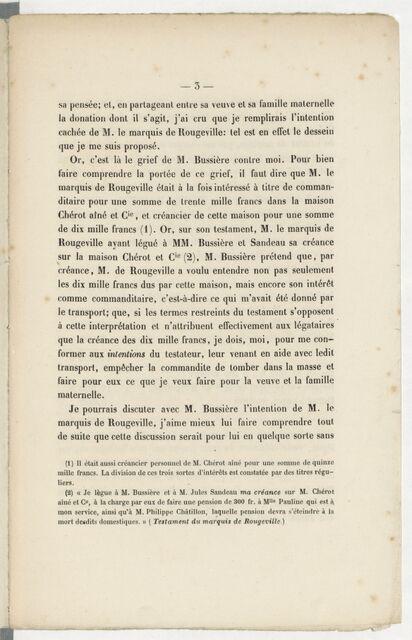 — 3 —
sa pensée; et, en partageant entre sa veuve et sa famille maternelle
la donation dont il s'agit, j'ai cru que je remplirais l'intention
cachée de M. le marquis de Rougeville: tel est en effet le dessein
que je me suis proposé.
Or, c'est là le grief de M. Bussière contre moi. Pour bien
faire comprendre la portée de ce grief, il faut dire que M. le
marquis de Rougeville était à la fois intéressé à titre de comman-
ditaire pour une somme de trente mille francs dans la maison
Chérot aîné et Cie, et créancier de cette maison pour une somme
de dix mille francs (1). Or, sur son testament, M. le marquis de
Rougeville ayant légué à MM. Bussière et Sandeau sa créance
sur la maison Chérot et Cie (2), M. Bussière prétend que, par
créance, M. de Rougeville a voulu entendre non pas seulement
les dix mille francs dus par cette maison, mais encore son intérêt
comme commanditaire, c'est-à-dire ce qui m'avait été donné par
le transport; que, si les termes restreints du testament s'opposent
à cette interprétation et n'attribuent effectivement aux légataires
que la créance des dix mille francs, je dois, moi, pour me con-
former aux intentions du testateur, leur venant en aide avec ledit
transport, empêcher la commandite de tomber dans la masse et
faire pour eux ce que je veux faire pour la veuve et la famille
maternelle.
Je pourrais discuter avec M. Bussière l'intention de M. le
marquis de Rougeville, j'aime mieux lui faire comprendre tout
de suite que cette discussion serait pour lui en quelque sorte sans
(1) Il était aussi créancier personnel de M. Chérot aîné pour une somme de quinze
mille francs. La division de ces trois sortes d'intérêts est constatée par des titres régu-
liers.
(2) « Je lègue à M. Bussière et à M. Jules Sandeau ma créance sur M. Chérot
aîné et Ce, à la charge par eux de faire une pension de 300 fr. à Mlle Pauline qui est à
mon service, ainsi qu'à M. Philippe Châtillon, laquelle pension devra s'éteindre à la
mort desdits domestiques. » (Testament du marquis de Rougeville.)